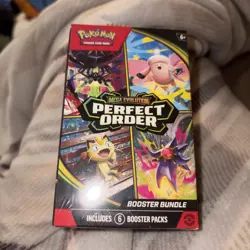 Pokémon
TRADING CARD GAME
6+
MEGA EVOLUTION
PERFECT
ORDER
BOOSTER BUNDLE
INCLUDES 6 BOOSTER PACKS